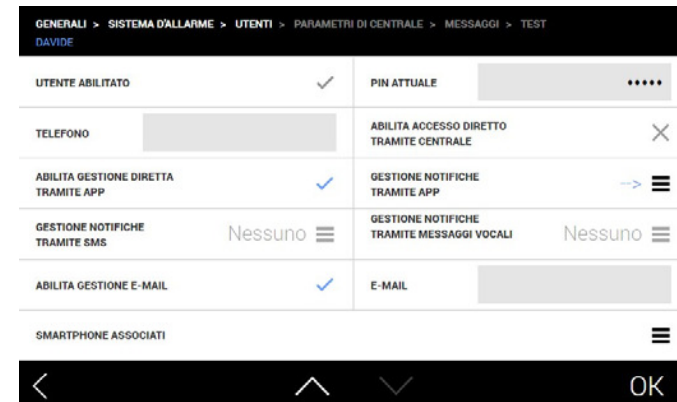 GENERALI > SISTEMA D'ALLARME > UTENTI > PARAMETRI DI CENTRALE > MESSAGGI > TEST
DAVIDE
UTENTE ABILITATO
PIN ATTUALE •••••
TELEFONO
ABILITA ACCESSO DIRETTO
TRAMITE CENTRALE
ABILITA GESTIONE DIRETTA
TRAMITE APP
GESTIONE NOTIFICHE
TRAMITE APP
-->
GESTIONE NOTIFICHE
TRAMITE SMS
Nessuno
GESTIONE NOTIFICHE
TRAMITE MESSAGGI VOCALI
Nessuno
ABILITA GESTIONE E-MAIL
E-MAIL
SMARTPHONE ASSOCIATI
OK